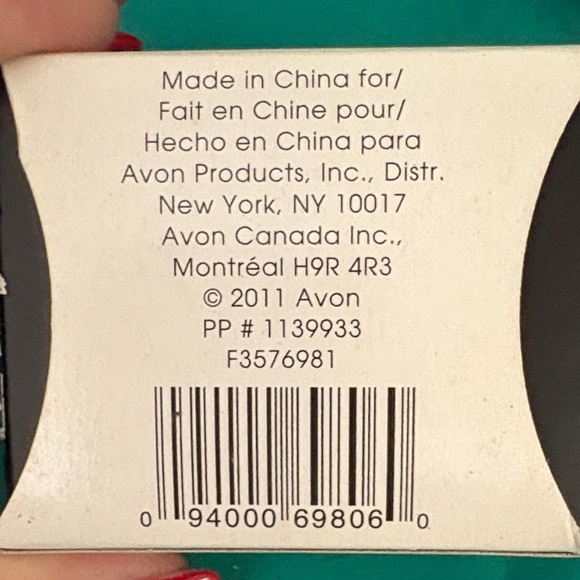 Made in China for/
Fait en Chine pour/
Hecho en China para
Avon Products, Inc., Distr.
New York, NY 10017
Avon Canada Inc.,
Montréal H9R 4R3
© 2011 Avon
PP # 1139933
F3576981
0 94000 69806 0